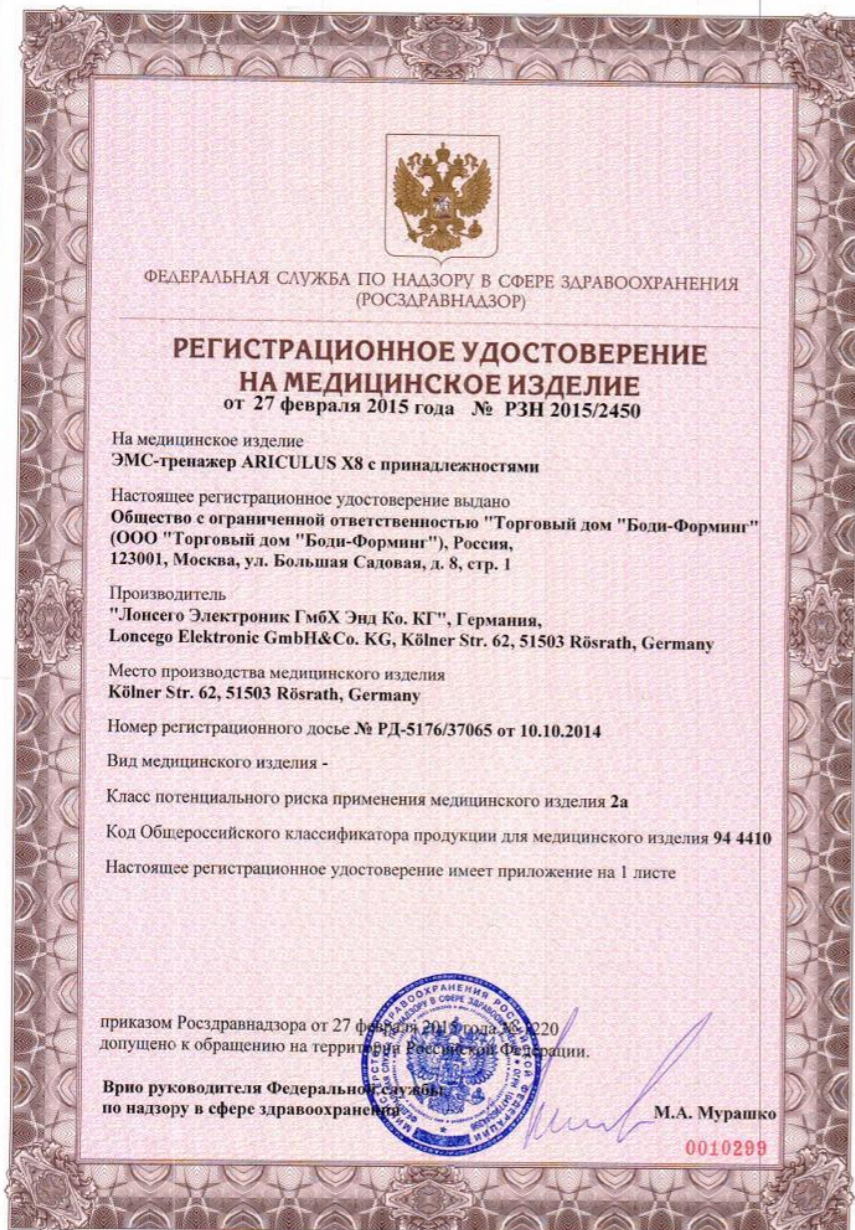 ФЕДЕРАЛЬНАЯ СЛУЖБА ПО НАДЗОРУ В СФЕРЕ ЗДРАВООХРАНЕНИЯ
(РОСЗДРАВНАДЗОР)
РЕГИСТРАЦИОННОЕ УДОСТОВЕРЕНИЕ
НА МЕДИЦИНСКОЕ ИЗДЕЛИЕ
от 27 февраля 2015 года № РЗН 2015/2450
На медицинское изделие
ЭМС-тренажер ARICULUS X8 с принадлежностями
Настоящее регистрационное удостоверение выдано
Общество с ограниченной ответственностью "Торговый дом "Боди-Форминг"
(ООО "Торговый дом "Боди-Форминг"), Россия,
123001, Москва, ул. Большая Садовая, д. 8, стр. 1
Производитель
"Лонсего Электроник ГмбХ Энд Ко. КГ", Германия,
Loncego Elektronic GmbH&Co. KG, Kölner Str. 62, 51503 Rösrath, Germany
Место производства медицинского изделия
Kölner Str. 62, 51503 Rösrath, Germany
Номер регистрационного досье № РД-5176/37065 от 10.10.2014
Вид медицинского изделия -
Класс потенциального риска применения медицинского изделия 2а
Код Общероссийского классификатора продукции для медицинского изделия 94 4410
Настоящее регистрационное удостоверение имеет приложение на 1 листе
приказом Росздравнадзора от 27 февраля 2015 года № 1220
допущено к обращению на территории Российской Федерации.
Врио руководителя Федеральной службы
по надзору в сфере здравоохранения
М.А. Мурашко
0010299